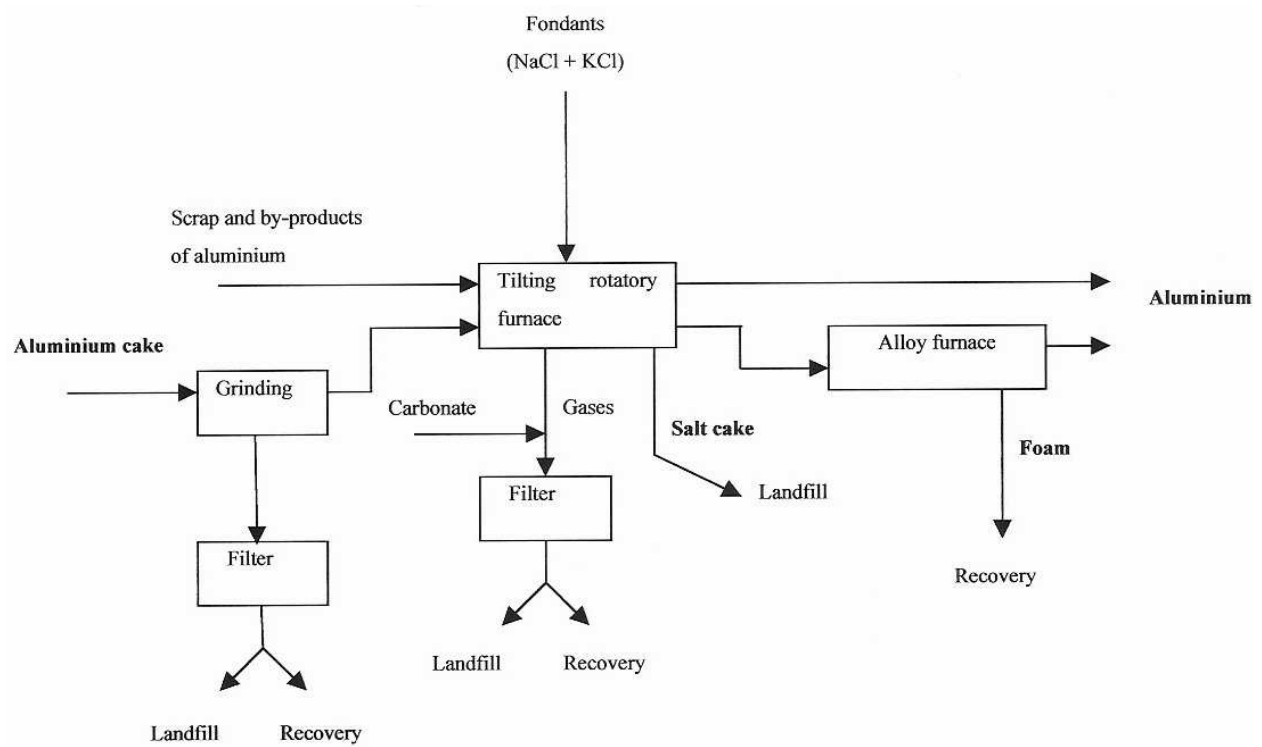 Fondants
(NaCl + KCl)
Scrap and by-products
of aluminium
Tilting rotatory
furnace
Aluminium
Aluminium cake
Alloy furnace
Grinding
Carbonate
Gases
Salt cake
Foam
Filter
Landfill
Filter
Recovery
Landfill
Recovery
Landfill
Recovery